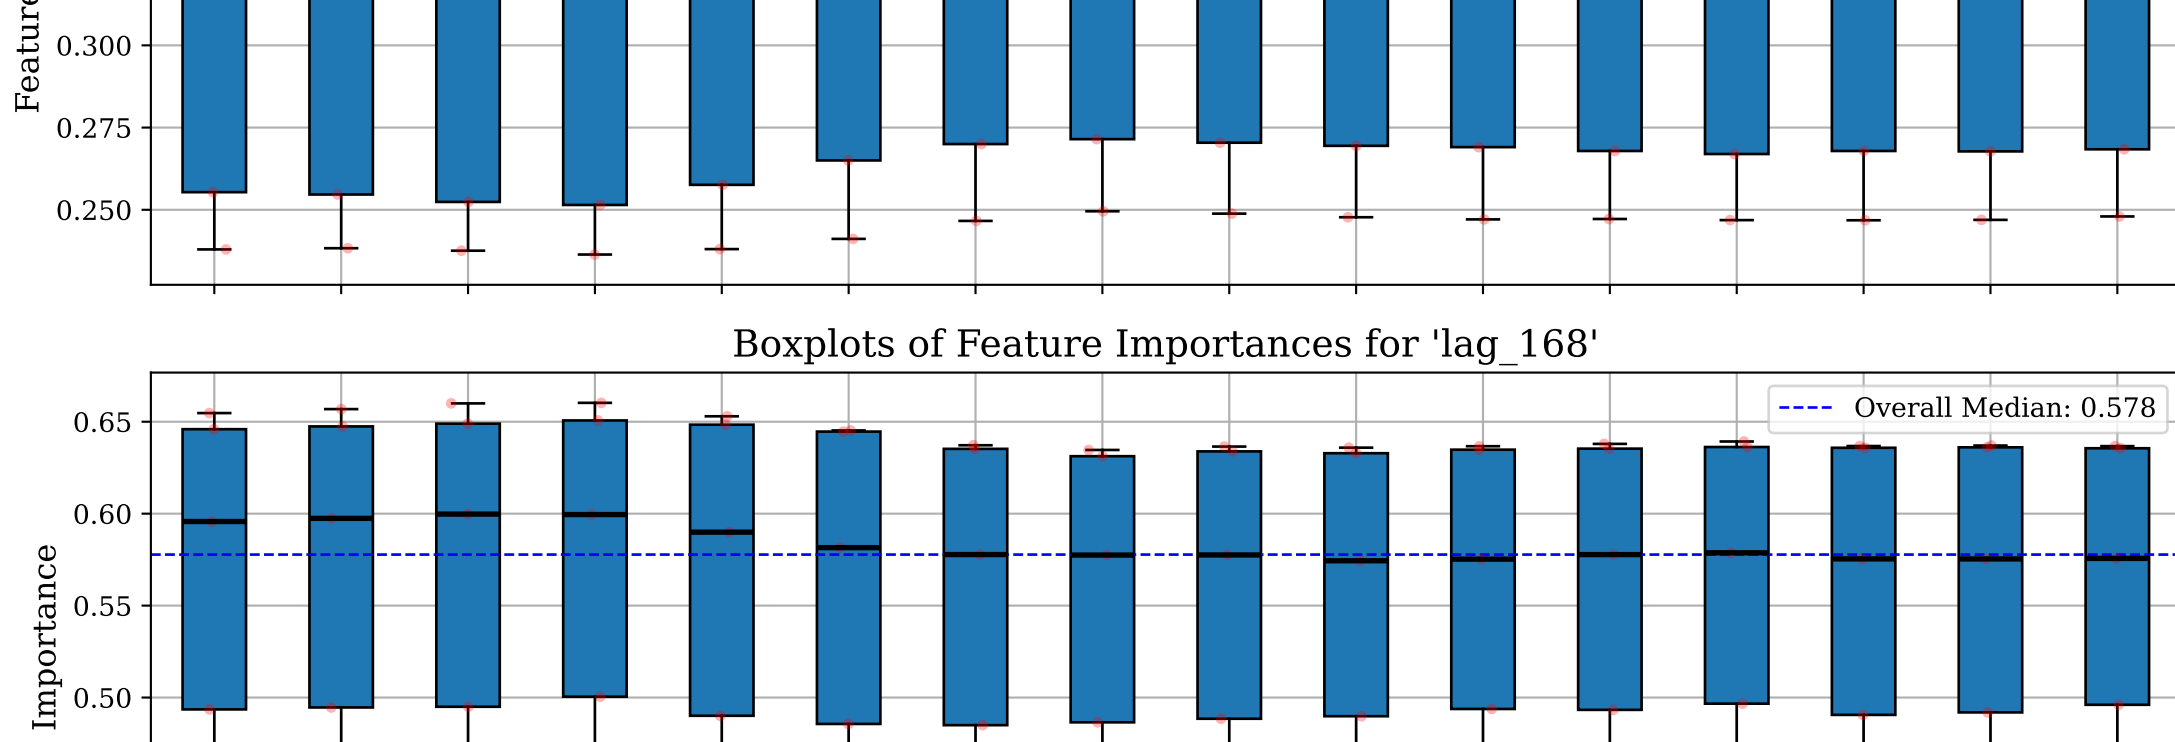 Feature
0.300
0.275
0.250
Boxplots of Feature Importances for 'lag_168'
Overall Median: 0.578
0.65
0.60
0.55
0.50
Importance